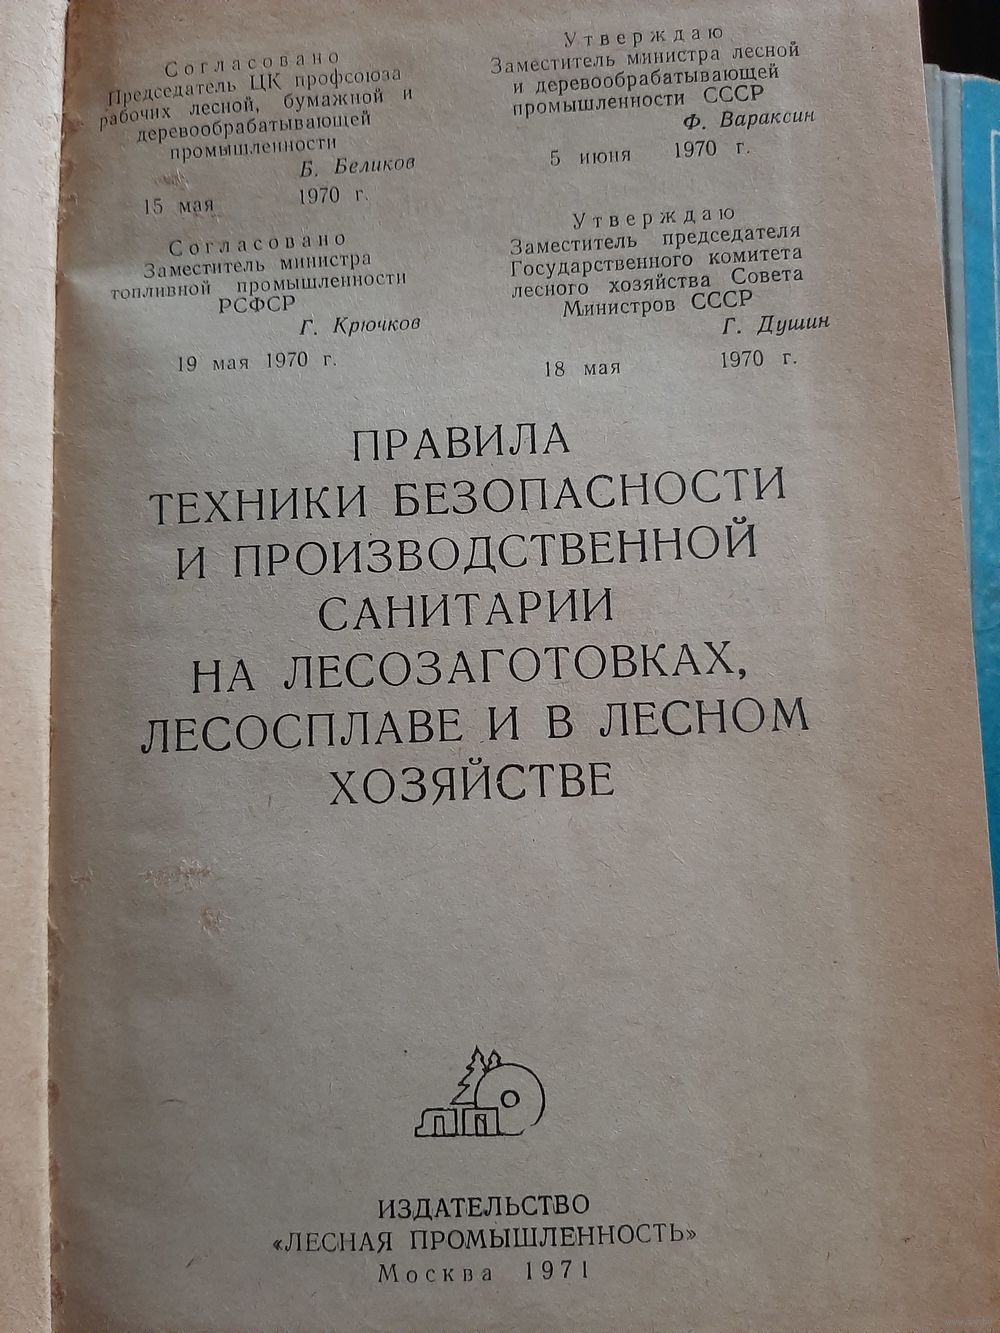 Согласовано
Председатель ЦК профсоюза
рабочих лесной, бумажной и
деревообрабатывающей
промышленности
Б. Беликов
15 мая 1970 г.
Утверждаю
Заместитель министра лесной
и деревообрабатывающей
промышленности СССР
Ф. Вараксин
5 июня 1970 г.
Согласовано
Заместитель министра
топливной промышленности
РСФСР
Г. Крючков
19 мая 1970 г.
Утверждаю
Заместитель председателя
Государственного комитета
лесного хозяйства Совета
Министров СССР
Г. Душин
18 мая 1970 г.
ПРАВИЛА
ТЕХНИКИ БЕЗОПАСНОСТИ
И ПРОИЗВОДСТВЕННОЙ
САНИТАРИИ
НА ЛЕСОЗАГОТОВКАХ,
ЛЕСОСПЛАВЕ И В ЛЕСНОМ
ХОЗЯЙСТВЕ
ЛП
ИЗДАТЕЛЬСТВО
«ЛЕСНАЯ ПРОМЫШЛЕННОСТЬ»
Москва 1971